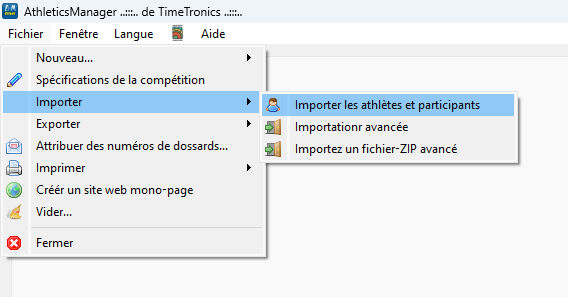 AthleticsManager ..:::.. de TimeTronics ..:::..
Fichier Fenêtre Langue Aide
Nouveau...
Spécifications de la compétition
Importer
Importer les athlètes et participants
Exporter
Importationr avancée
Attribuer des numéros de dossards...
Importez un fichier-ZIP avancé
Imprimer
Créér un site web mono-page
Vider...
Fermer